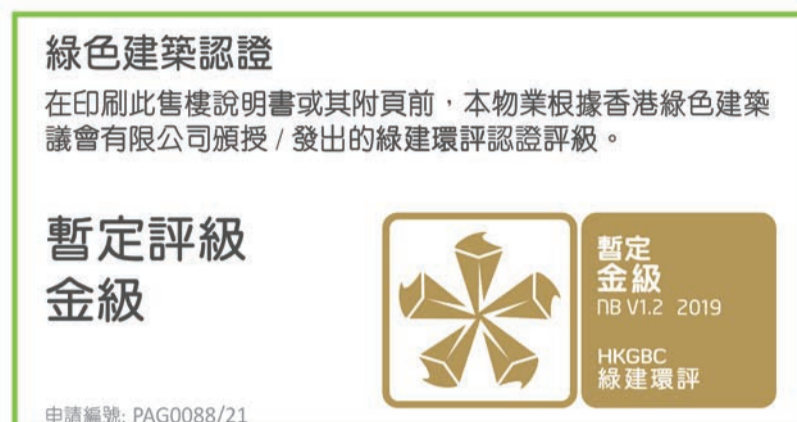 綠色建築認證
在印刷此售樓說明書或其附頁前，本物業根據香港綠色建築
議會有限公司頒授 / 發出的綠建環評認證評級。
暫定評級
金級
暫定
金級
NB V1.2 2019
HKGBC
綠建環評
申請編號: PAG0088/21